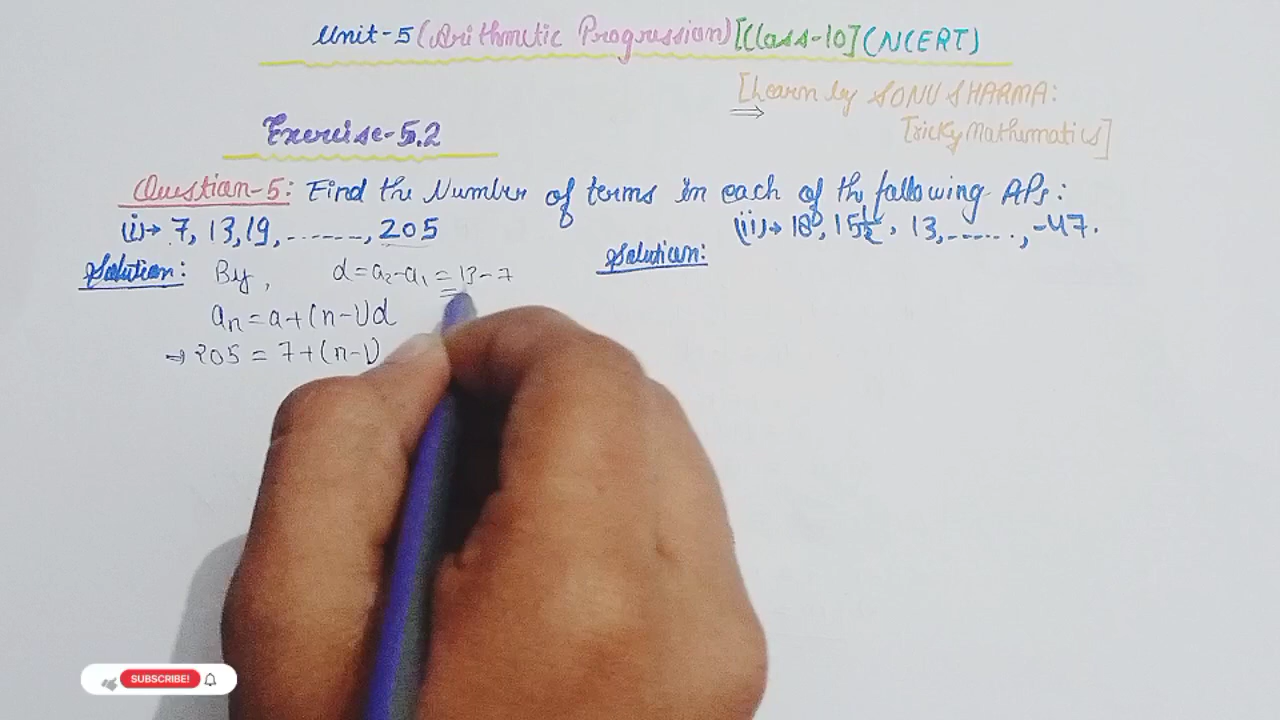 Unit-5 (Arithmetic Progression) [Class-10] (NCERT)
⇒ [Learn by SONU SHARMA:
Tricky Mathematics]
Exercise-5.2
Question-5: Find the Number of terms in each of th following APs:
(i)→ 7, 13, 19, ......., 205
(ii)→ 18, 15½, 13, ......, -47.
Solution: By, d = a₂ - a₁ = 13 - 7
aₙ = a + (n-1)d
⇒ 205 = 7 + (n-1)
Solution:
SUBSCRIBE!